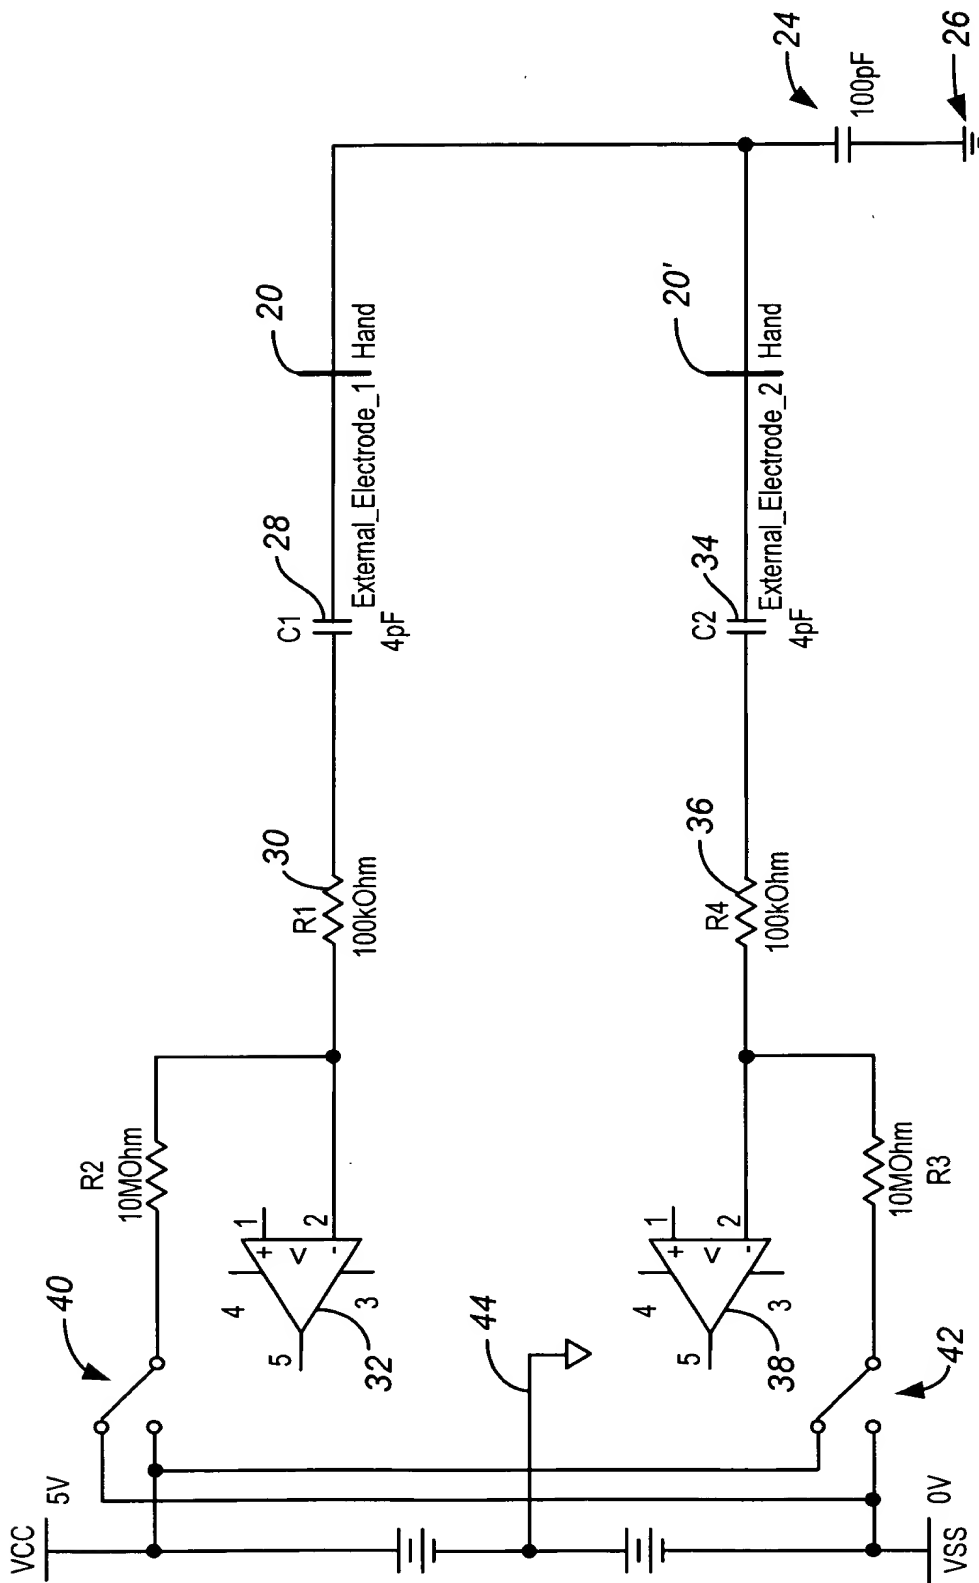 24
100pF
26
20
Hand
External_Electrode_1
28
C1
4pF
30
R1
100kOhm
R2
10MOhm
1
+
2
-
V
4
3
5
32
40
VCC
5V
44
20'
Hand
External_Electrode_2
34
C2
4pF
36
R4
100kOhm
1
+
2
-
V
4
3
5
38
10MOhm
R3
42
VSS
0V